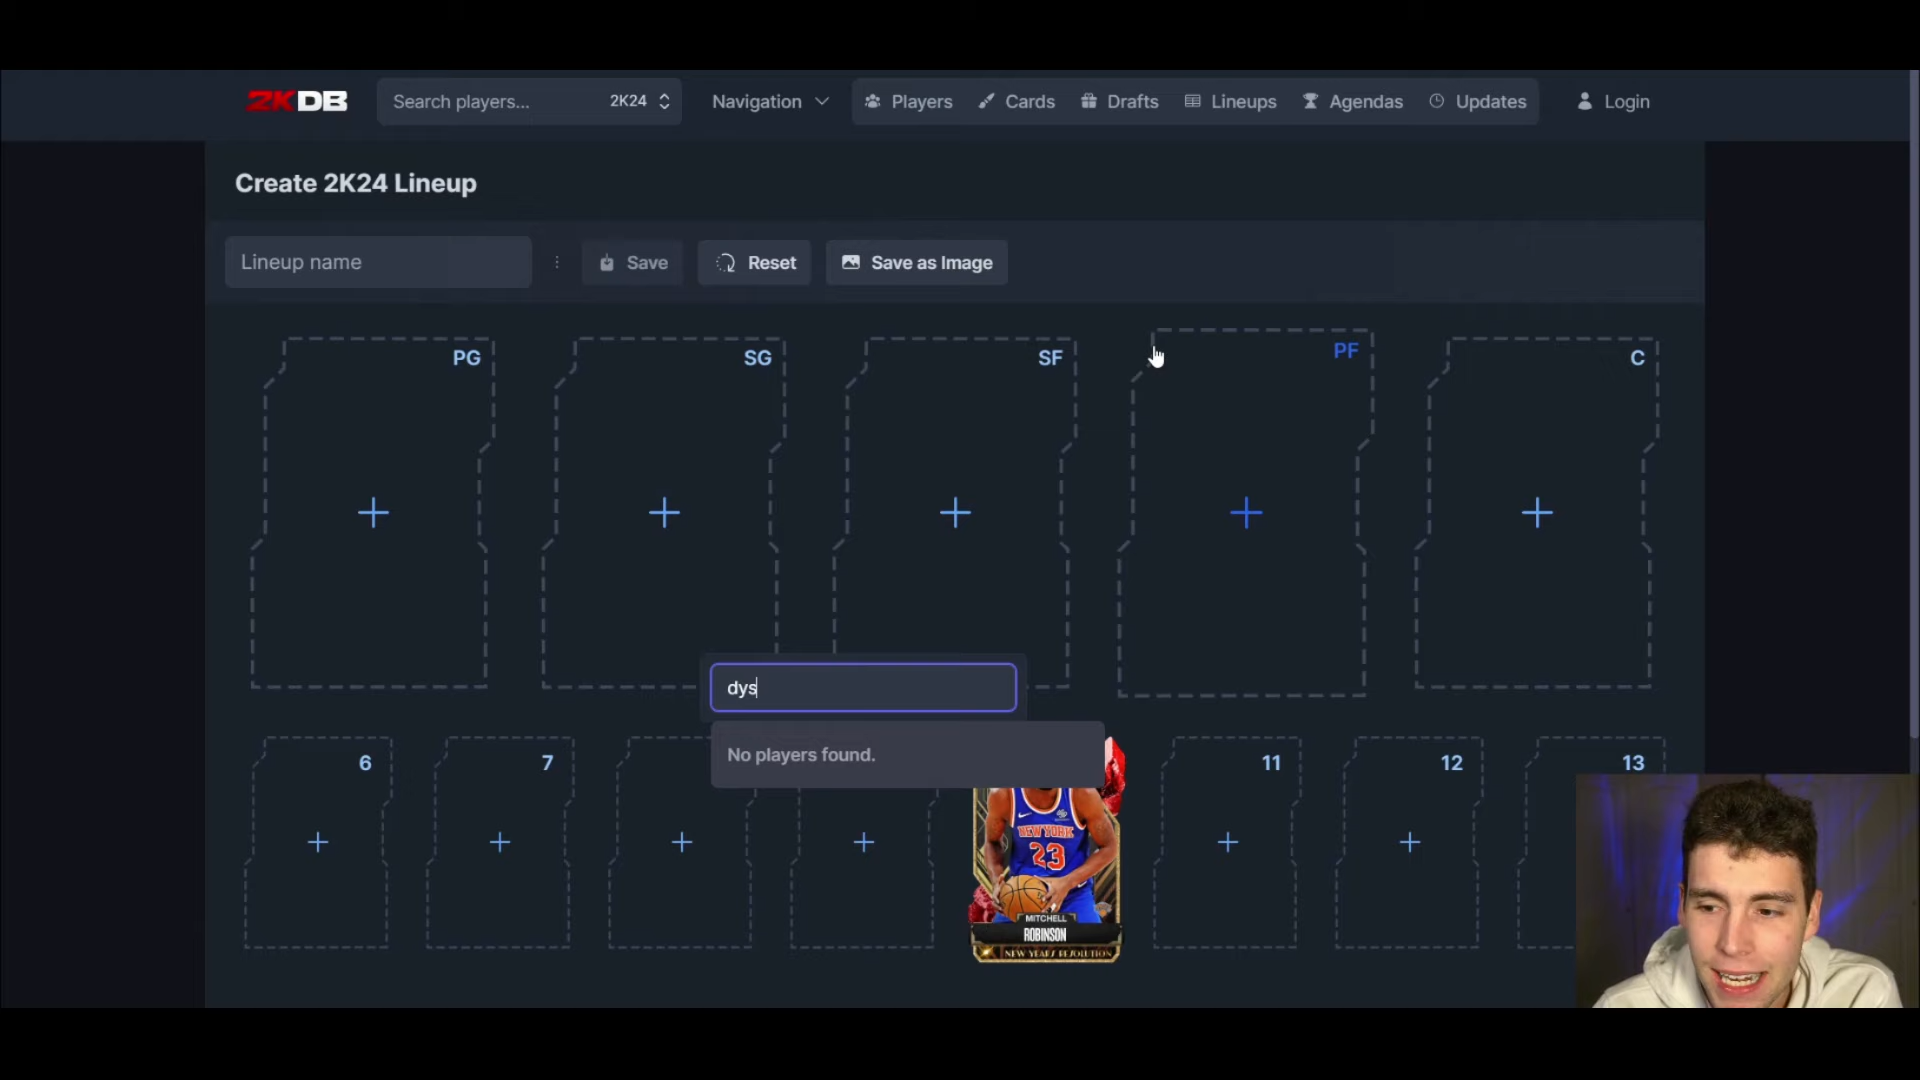 2KDB
Search players...
2K24
Navigation
Players
Cards
Drafts
Lineups
Agendas
Updates
Login
Create 2K24 Lineup
Lineup name
Save
Reset
Save as Image
PG
SG
SF
PF
C
dys
No players found.
6
7
11
12
13
NEW YORK
23
MITCHELL
ROBINSON
NEW YEAR'S RESOLUTION